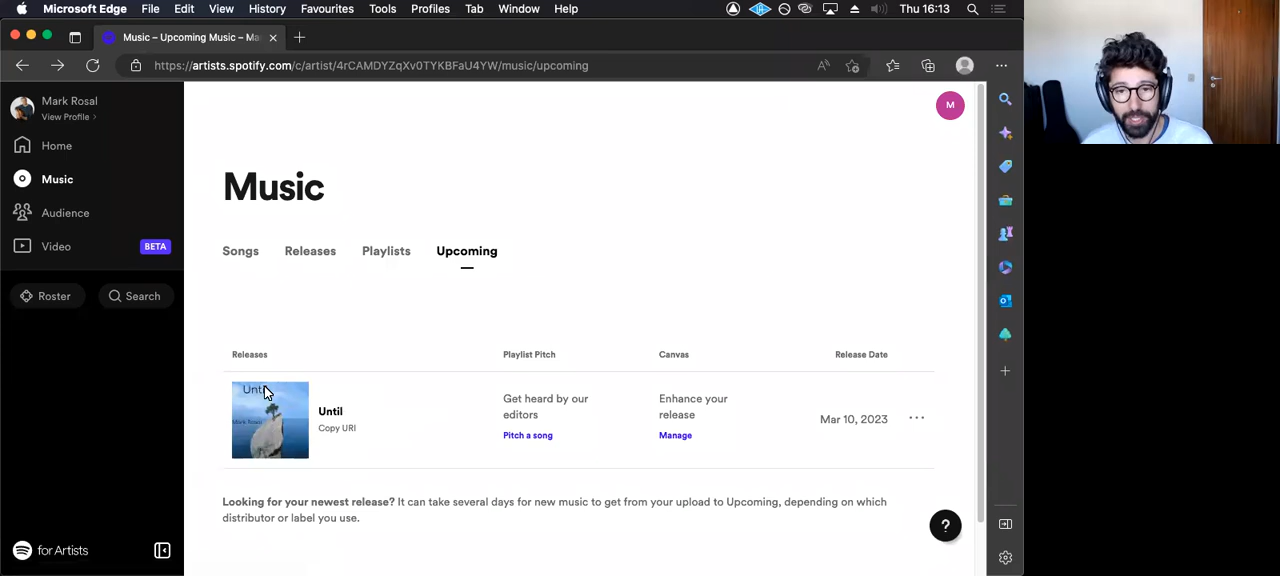 Microsoft Edge File Edit View History Favourites Tools Profiles Tab Window Help Thu 16:13
Music – Upcoming Music – Ma
https://artists.spotify.com/c/artist/4rCAMDYZqXv0TYKBFaU4YW/music/upcoming
Mark Rosal
View Profile
Home
Music
Audience
Video BETA
Roster Search
for Artists
M
Music
Songs Releases Playlists Upcoming
Releases Playlist Pitch Canvas Release Date
Until
Mark Rosal
Until
Copy URI
Get heard by our
editors
Pitch a song
Enhance your
release
Manage
Mar 10, 2023
Looking for your newest release? It can take several days for new music to get from your upload to Upcoming, depending on which
distributor or label you use.
?